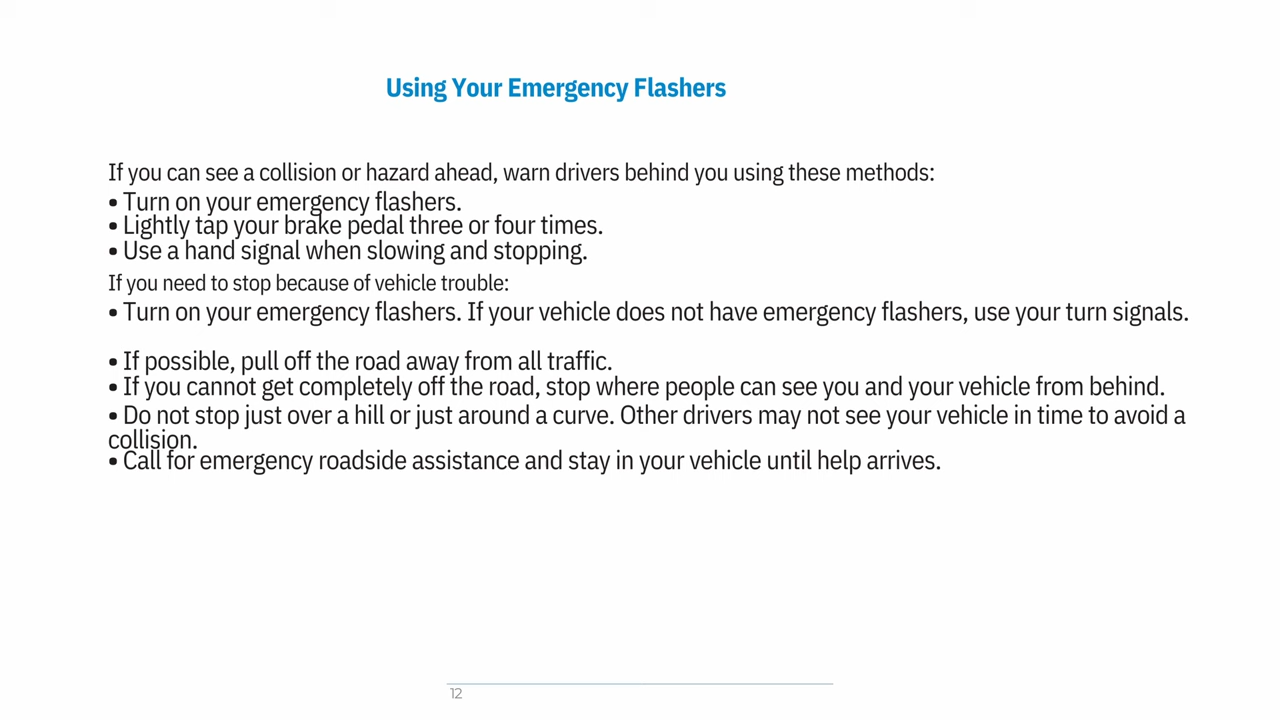 Using Your Emergency Flashers
If you can see a collision or hazard ahead, warn drivers behind you using these methods:
• Turn on your emergency flashers.
• Lightly tap your brake pedal three or four times.
• Use a hand signal when slowing and stopping.
If you need to stop because of vehicle trouble:
• Turn on your emergency flashers. If your vehicle does not have emergency flashers, use your turn signals.
• If possible, pull off the road away from all traffic.
• If you cannot get completely off the road, stop where people can see you and your vehicle from behind.
• Do not stop just over a hill or just around a curve. Other drivers may not see your vehicle in time to avoid a
collision.
• Call for emergency roadside assistance and stay in your vehicle until help arrives.
12